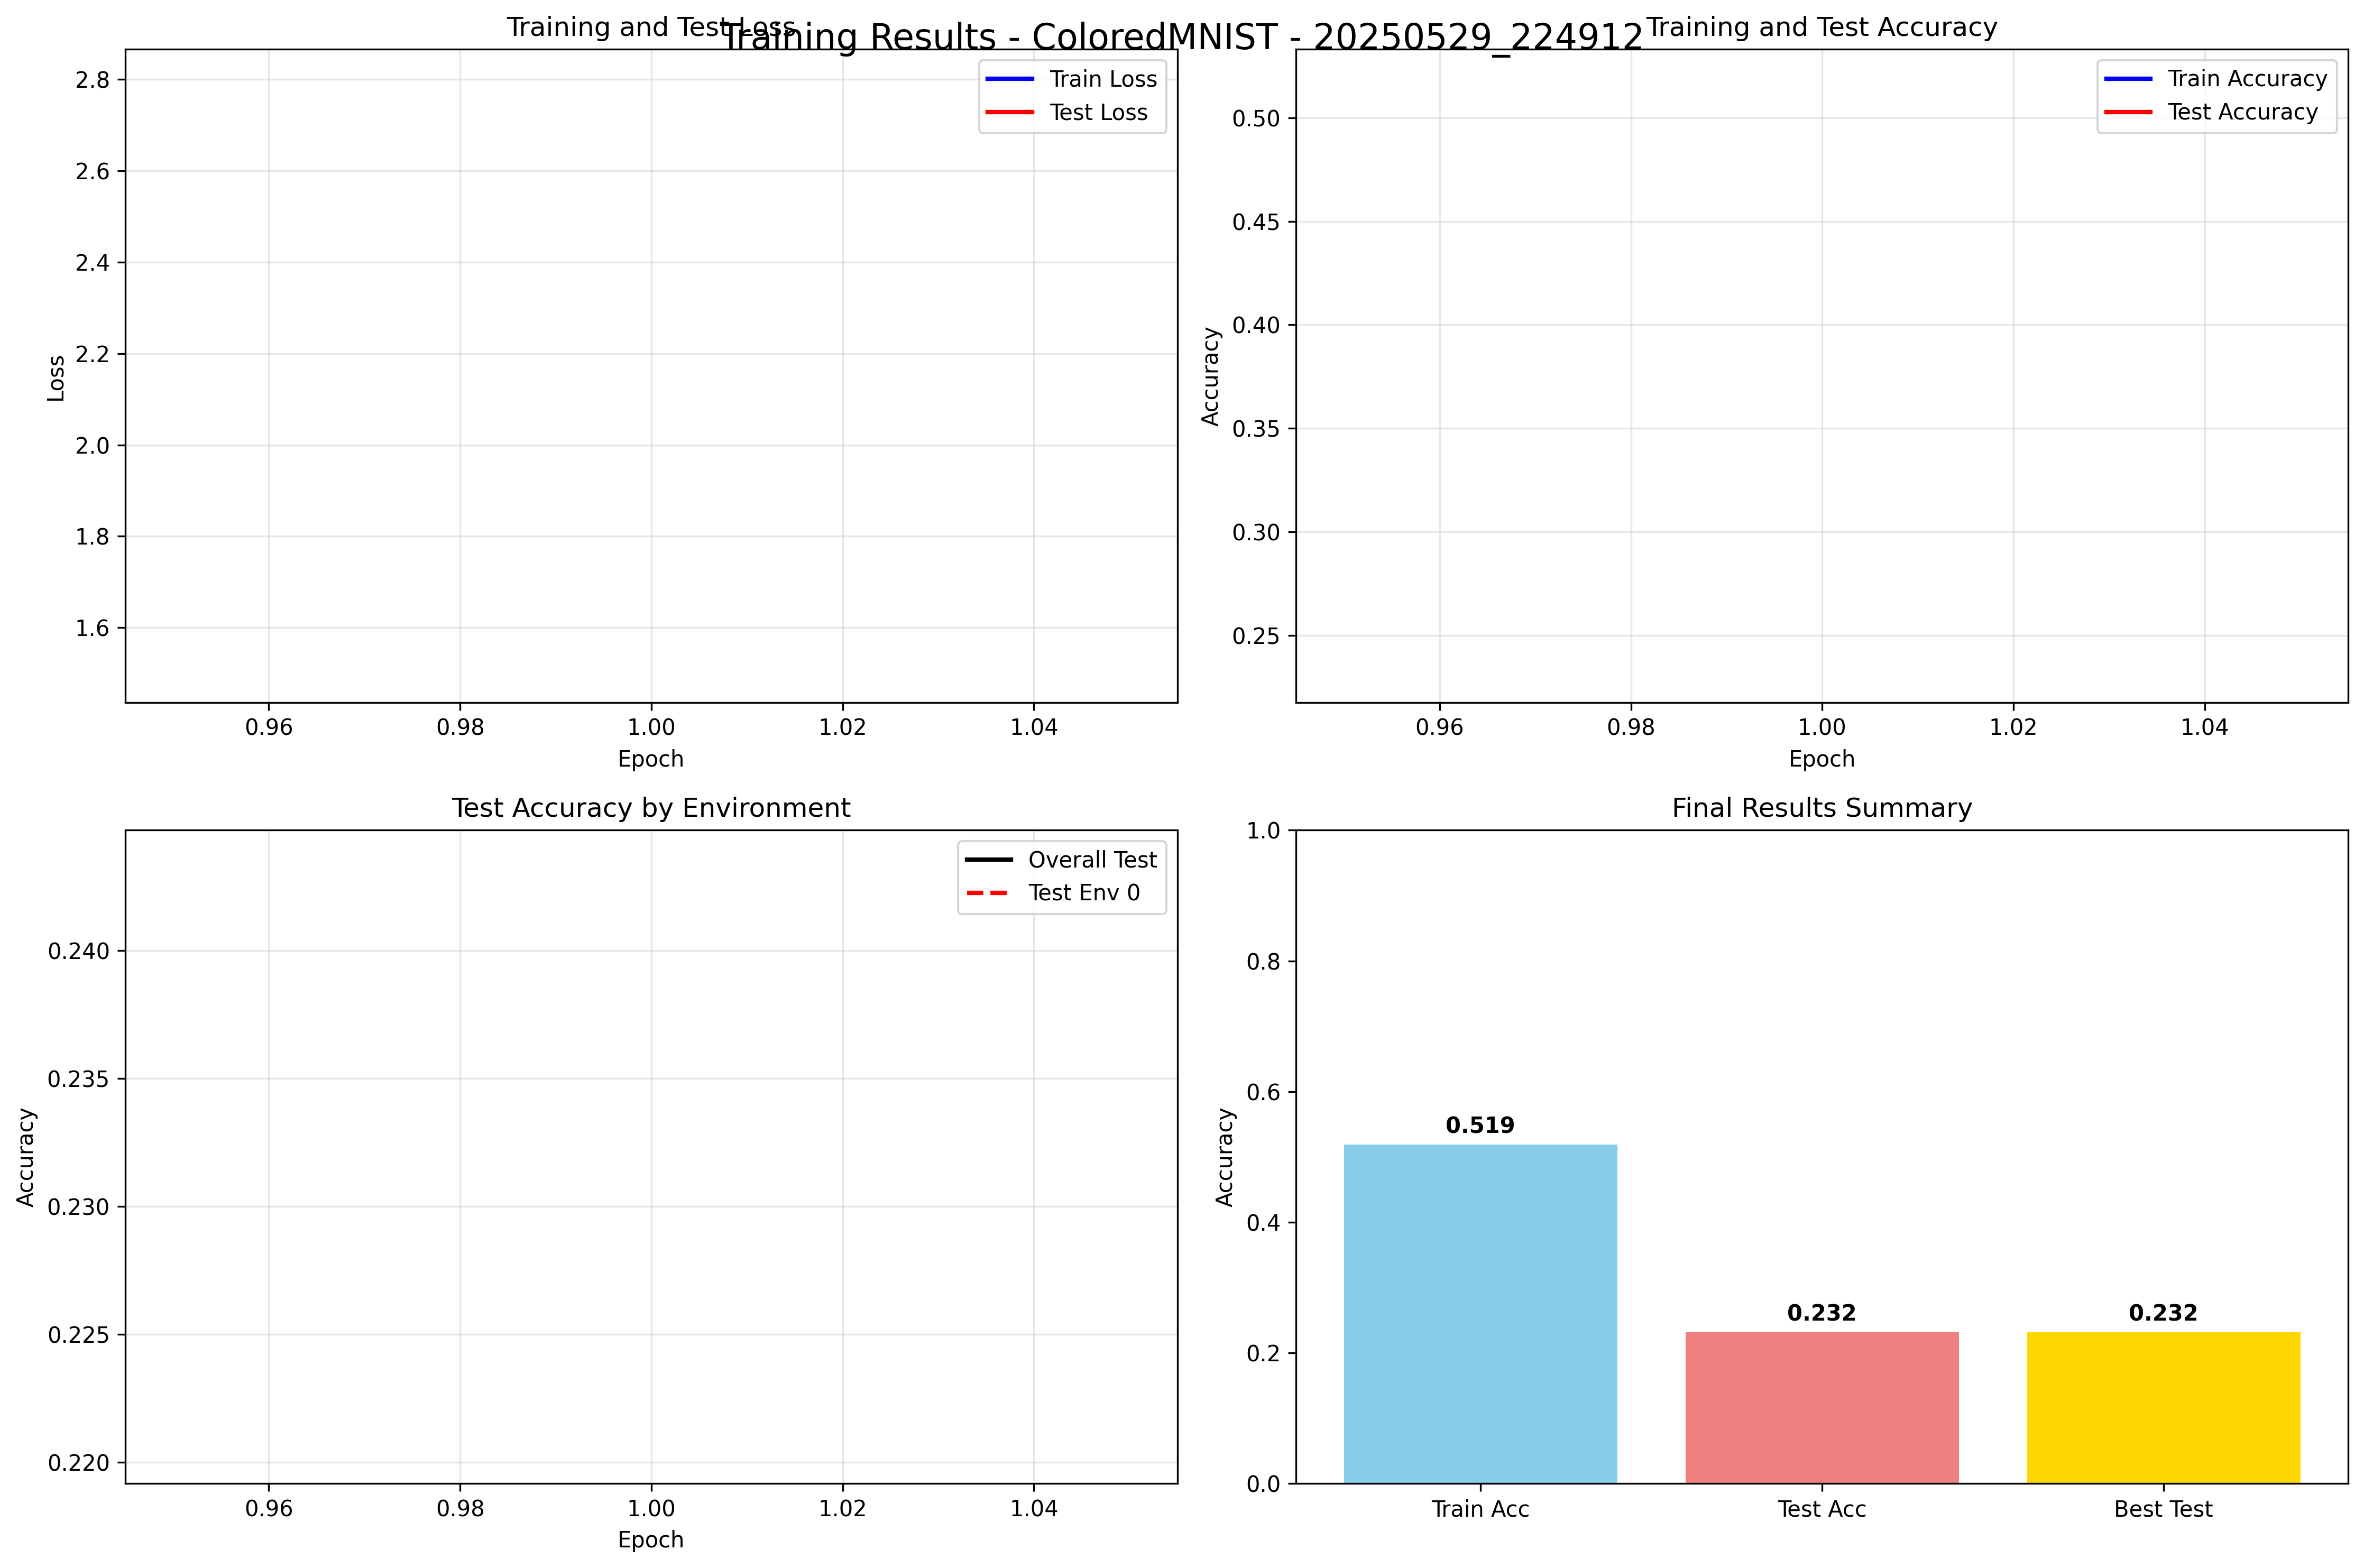 Training Results - ColoredMNIST - 20250529_224912
Training and Test Loss
Train Loss
Test Loss
2.8
2.6
2.4
2.2
2.0
1.8
1.6
Loss
0.96 0.98 1.00 1.02 1.04
Epoch
Training and Test Accuracy
Train Accuracy
Test Accuracy
0.50
0.45
0.40
0.35
0.30
0.25
Accuracy
0.96 0.98 1.00 1.02 1.04
Epoch
Test Accuracy by Environment
Overall Test
Test Env 0
0.240
0.235
0.230
0.225
0.220
Accuracy
0.96 0.98 1.00 1.02 1.04
Epoch
Final Results Summary
1.0
0.8
0.6
0.4
0.2
0.0
Accuracy
0.519
0.232
0.232
Train Acc Test Acc Best Test